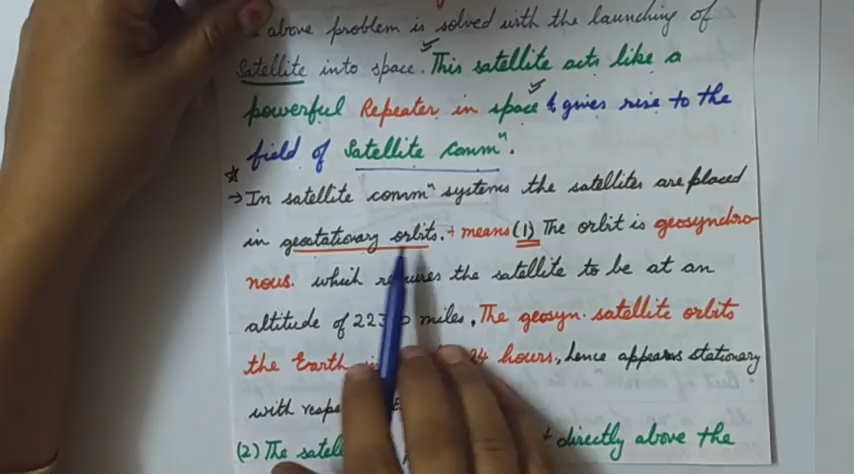 above problem is solved with the launching of
Satellite into space. This satellite acts like a
powerful Repeater in space & gives rise to the
field of Satellite Commⁿ.
→ In satellite commⁿ systems the satellites are placed
in geostationary orbits. ÷ means (1) The orbit is geosynchro-
nous. which requires the satellite to be at an
altitude of miles. The geosyn. satellite orbits
the Earth 24 hours, hence appears stationary
with
(2) The directly above the